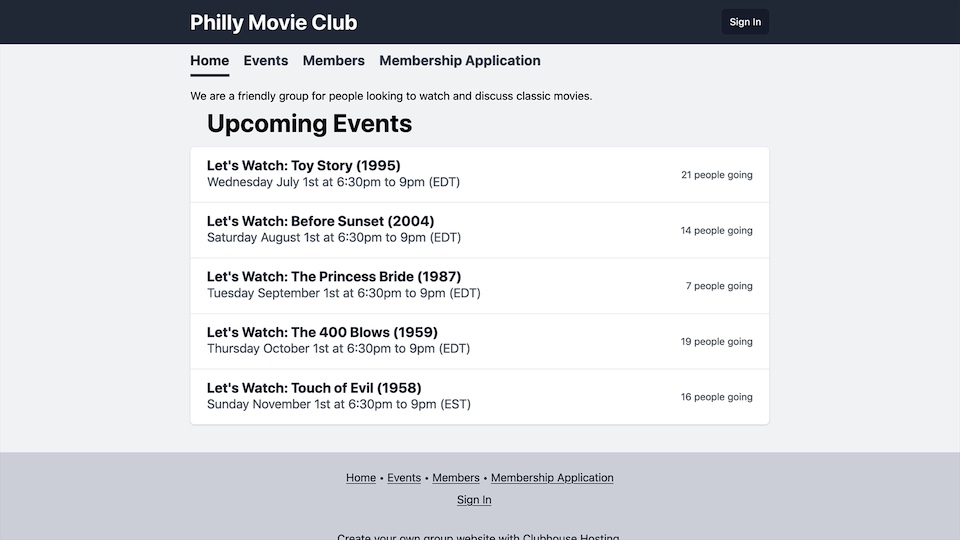 Philly Movie Club
Sign In
Home Events Members Membership Application
We are a friendly group for people looking to watch and discuss classic movies.
Upcoming Events
Let's Watch: Toy Story (1995)
Wednesday July 1st at 6:30pm to 9pm (EDT)
21 people going
Let's Watch: Before Sunset (2004)
Saturday August 1st at 6:30pm to 9pm (EDT)
14 people going
Let's Watch: The Princess Bride (1987)
Tuesday September 1st at 6:30pm to 9pm (EDT)
7 people going
Let's Watch: The 400 Blows (1959)
Thursday October 1st at 6:30pm to 9pm (EDT)
19 people going
Let's Watch: Touch of Evil (1958)
Sunday November 1st at 6:30pm to 9pm (EST)
16 people going
Home • Events • Members • Membership Application
Sign In
Create your own group website with Clubhouse Hosting